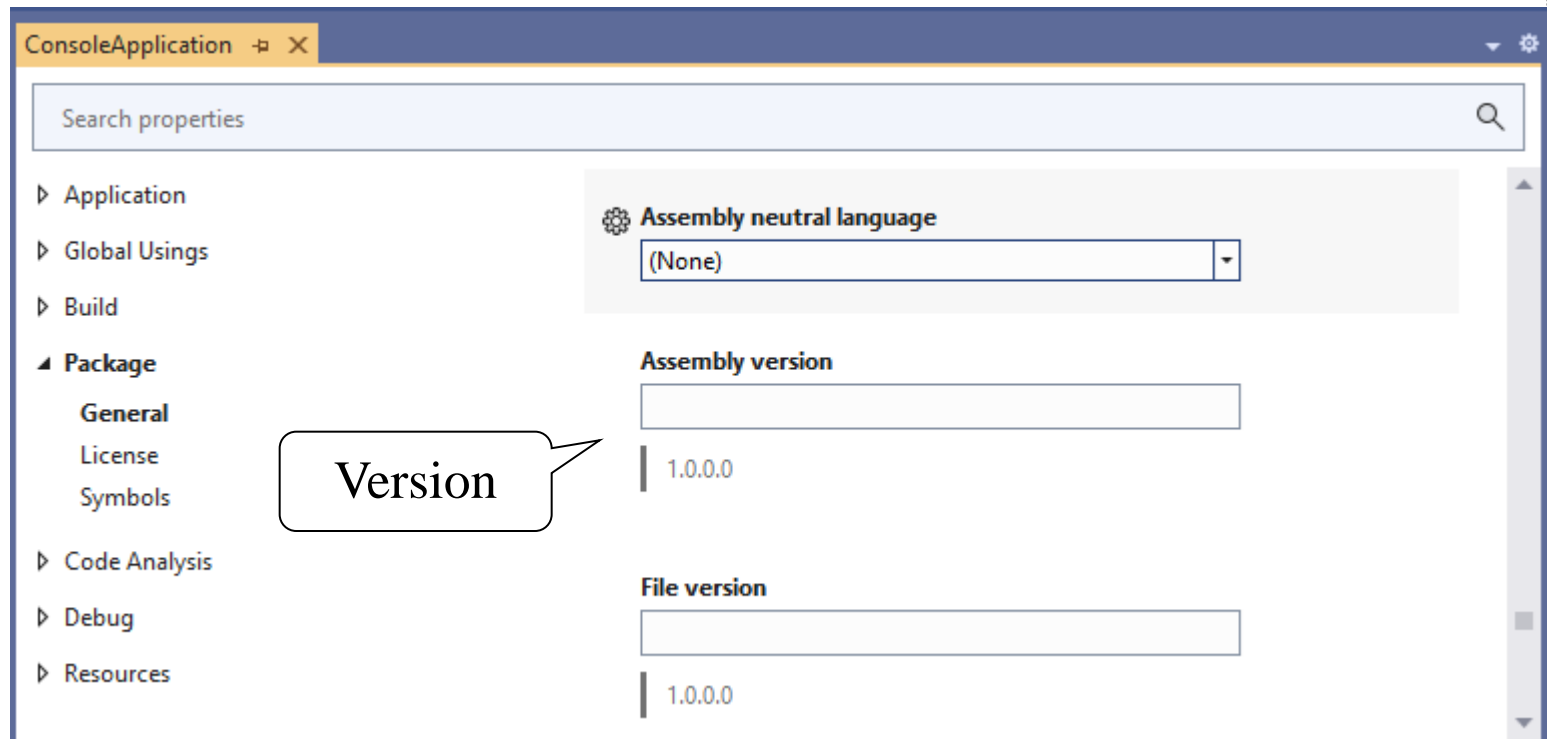 ConsoleApplication
Search properties
Application
Global Usings
Build
Package
General
License
Symbols
Code Analysis
Debug
Resources
Version
Assembly neutral language
(None)
Assembly version
1.0.0.0
File version
1.0.0.0